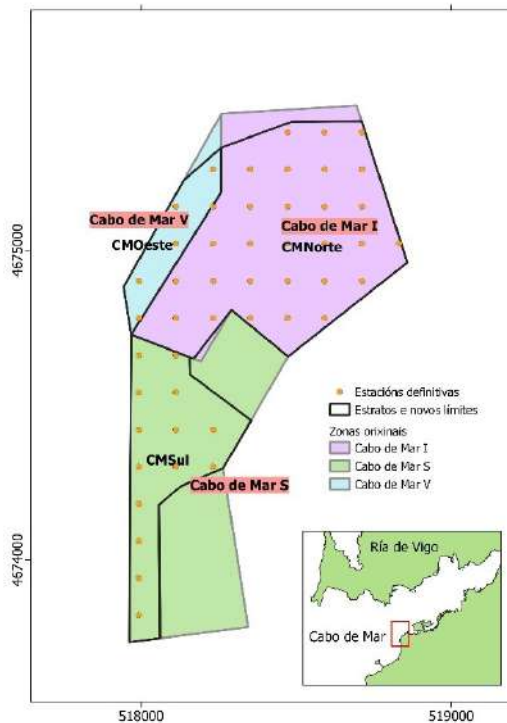 Cabo de Mar V
CMOeste
Cabo de Mar I
CMNorte
4675000
Estacións definitivas
Estratos e novos límites
Zonas orixinais
Cabo de Mar I
Cabo de Mar S
Cabo de Mar V
CMSul
Cabo de Mar S
4674000
Ría de Vigo
Cabo de Mar
518000
519000